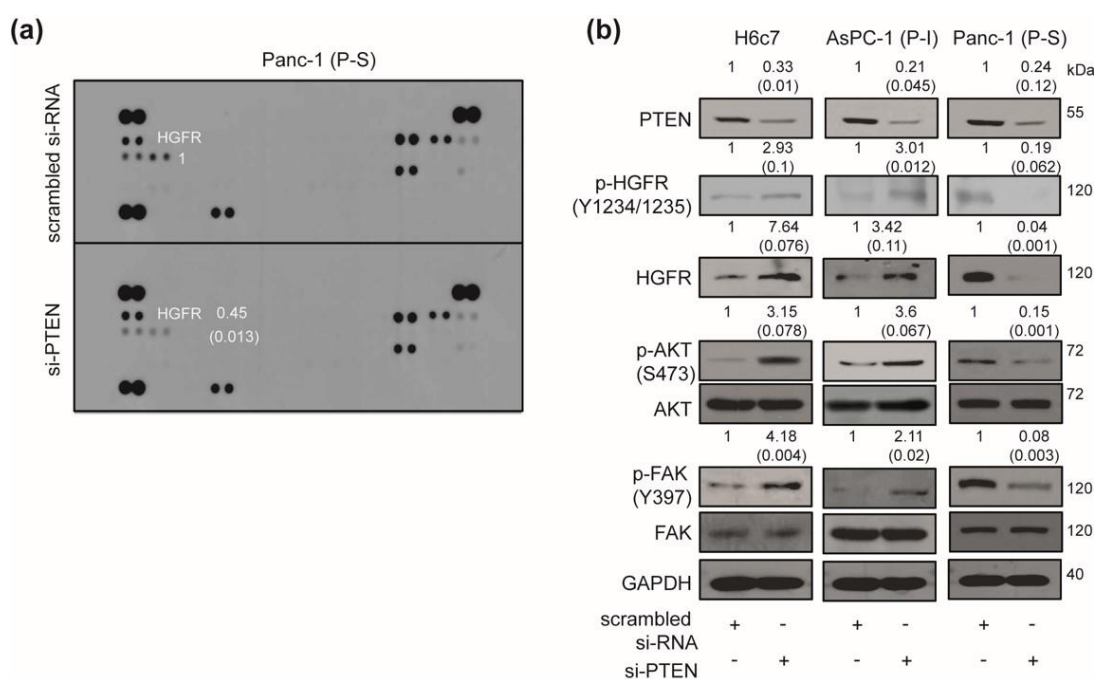 (a)
Panc-1 (P-S)
scrambled si-RNA
HGFR
1
si-PTEN
HGFR 0.45
(0.013)
(b)
H6c7 AsPC-1 (P-I) Panc-1 (P-S)
1 0.33 1 0.21 1 0.24 kDa
(0.01) (0.045) (0.12)
PTEN 55
1 2.93 1 3.01 1 0.19
(0.1) (0.012) (0.062)
p-HGFR
(Y1234/1235) 120
1 7.64 1 3.42 1 0.04
(0.076) (0.11) (0.001)
HGFR 120
1 3.15 1 3.6 1 0.15
(0.078) (0.067) (0.001)
p-AKT
(S473) 72
AKT 72
1 4.18 1 2.11 1 0.08
(0.004) (0.02) (0.003)
p-FAK
(Y397) 120
FAK 120
GAPDH 40
scrambled + - + - + -
si-RNA
si-PTEN - + - + - +